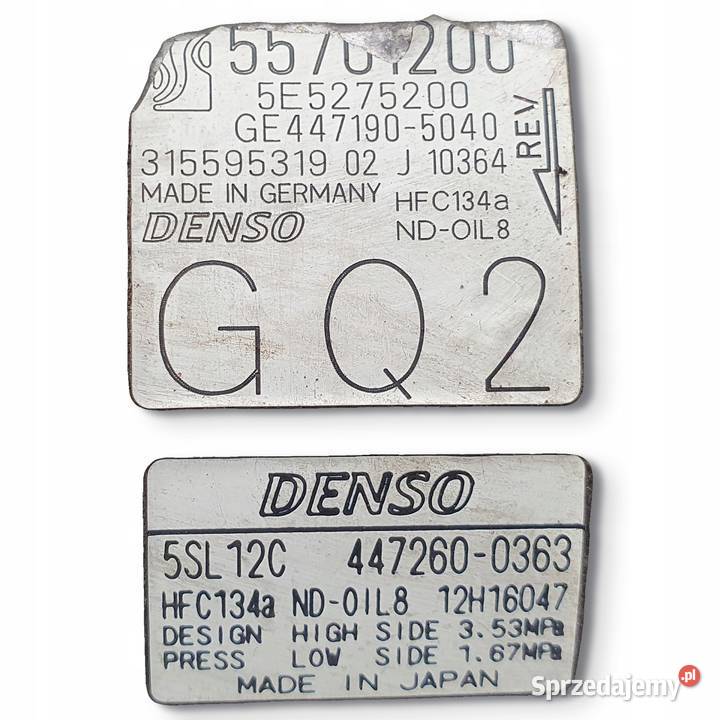 55701200
5E5275200
GE447190-5040
315595319 02 J 10364
REV
MADE IN GERMANY HFC134a
DENSO ND-OIL8
GQ2
DENSO
5SL12C 447260-0363
HFC134a ND-OIL8 12H16047
DESIGN HIGH SIDE 3.53MPa
PRESS LOW SIDE 1.67MPa
MADE IN JAPAN
Sprzedajemy.pl